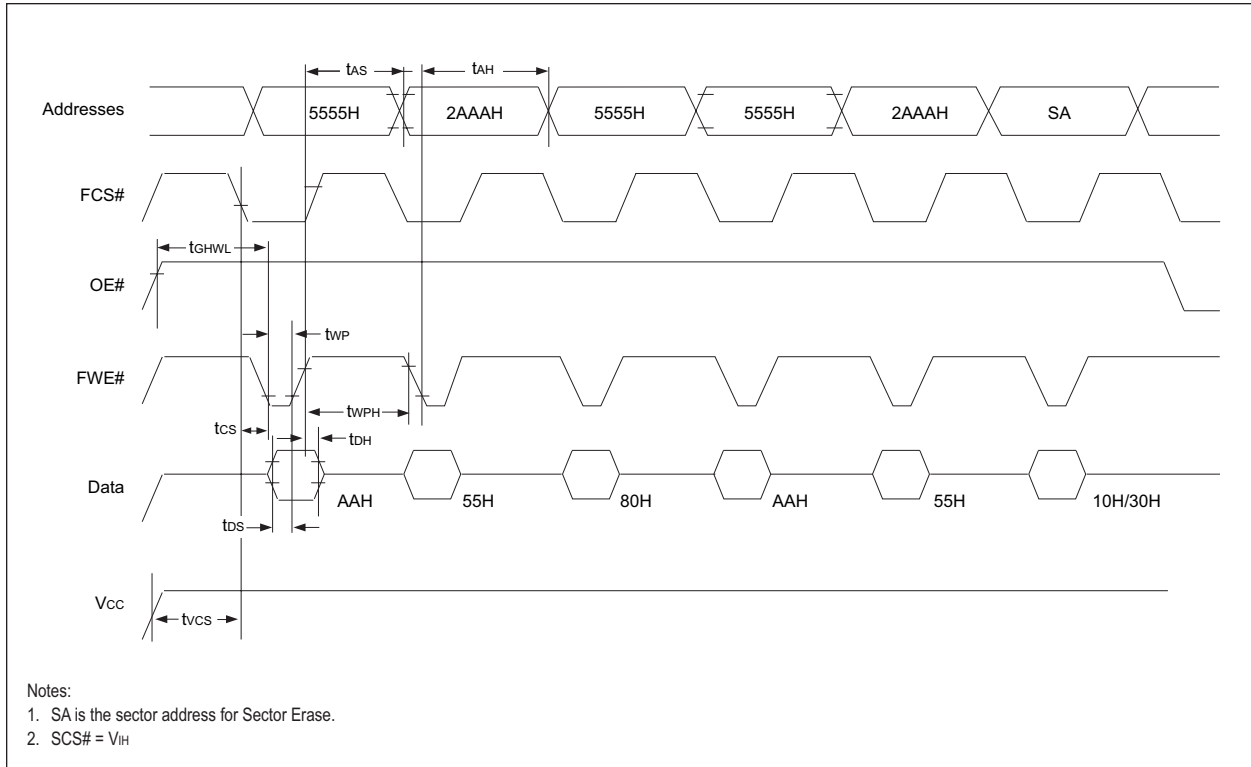 tAS tAH
Addresses 5555H 2AAAH 5555H 5555H 2AAAH SA
FCS#
tGHWL
OE#
tWP
FWE#
tWPH
tCS
tDH
Data AAH 55H 80H AAH 55H 10H/30H
tDS
VCC
tVCS
Notes:
1. SA is the sector address for Sector Erase.
2. SCS# = VIH